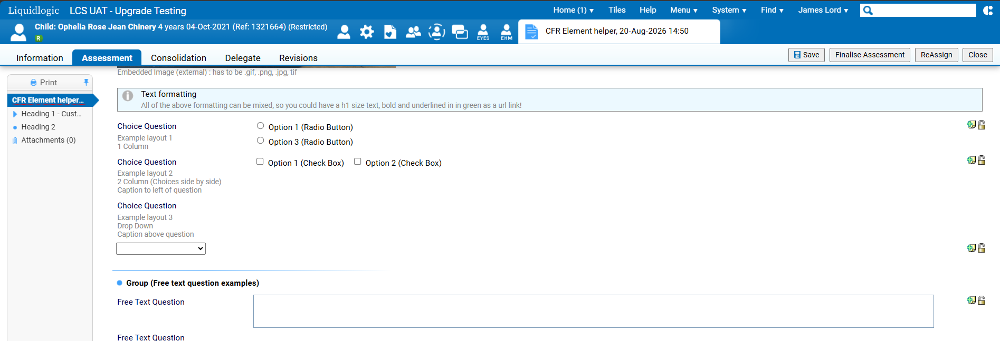 Liquidlogic LCS UAT - Upgrade Testing Home (1) ▼ Tiles Help Menu ▼ System ▼ Find ▼ James Lord ▼
Child: Ophelia Rose Jean Chinery 4 years 04-Oct-2021 (Ref: 1321664) (Restricted)
R
EYES
EHM
CFR Element helper, 20-Aug-2026 14:50
Information Assessment Consolidation Delegate Revisions
Save Finalise Assessment ReAssign Close
Print
CFR Element helper...
Heading 1 - Cust...
Heading 2
Attachments (0)
Embedded Image (external) : has to be .gif, .png, .jpg, tif
Text formatting
All of the above formatting can be mixed, so you could have a h1 size text, bold and underlined in in green as a url link!
Choice Question
Example layout 1
1 Column
Option 1 (Radio Button)
Option 3 (Radio Button)
Choice Question
Example layout 2
2 Column (Choices side by side)
Caption to left of question
Option 1 (Check Box) Option 2 (Check Box)
Choice Question
Example layout 3
Drop Down
Caption above question
Group (Free text question examples)
Free Text Question
Free Text Question